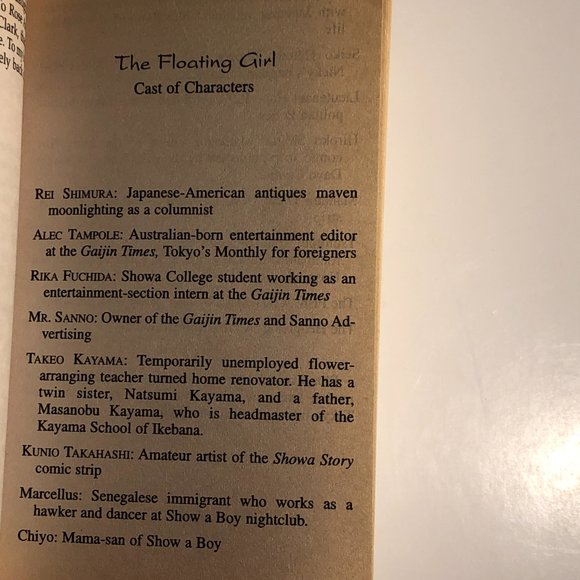 o Rose
Clark,
e. To
ely back
The Floating Girl
Cast of Characters
REI SHIMURA: Japanese-American antiques maven
moonlighting as a columnist
ALEC TAMPOLE: Australian-born entertainment editor
at the Gaijin Times, Tokyo's Monthly for foreigners
RIKA FUCHIDA: Showa College student working as an
entertainment-section intern at the Gaijin Times
MR. SANNO: Owner of the Gaijin Times and Sanno Ad-
vertising
TAKEO KAYAMA: Temporarily unemployed flower-
arranging teacher turned home renovator. He has a
twin sister, Natsumi Kayama, and a father,
Masanobu Kayama, who is headmaster of the
Kayama School of Ikebana.
KUNIO TAKAHASHI: Amateur artist of the Showa Story
comic strip
Marcellus: Senegalese immigrant who works as a
hawker and dancer at Show a Boy nightclub.
Chiyo: Mama-san of Show a Boy